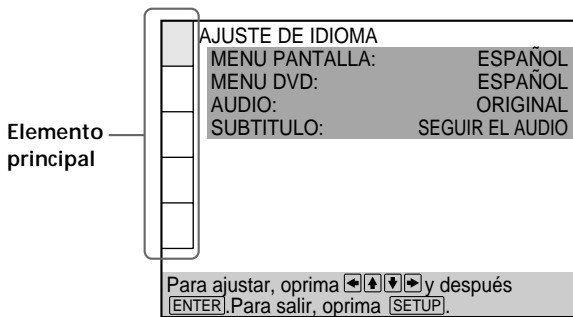 AJUSTE DE IDIOMA
MENU PANTALLA: ESPAÑOL
MENU DVD: ESPAÑOL
AUDIO: ORIGINAL
SUBTITULO: SEGUIR EL AUDIO
Elemento
principal
Para ajustar, oprima ←↑↓→ y después
ENTER.Para salir, oprima SETUP.